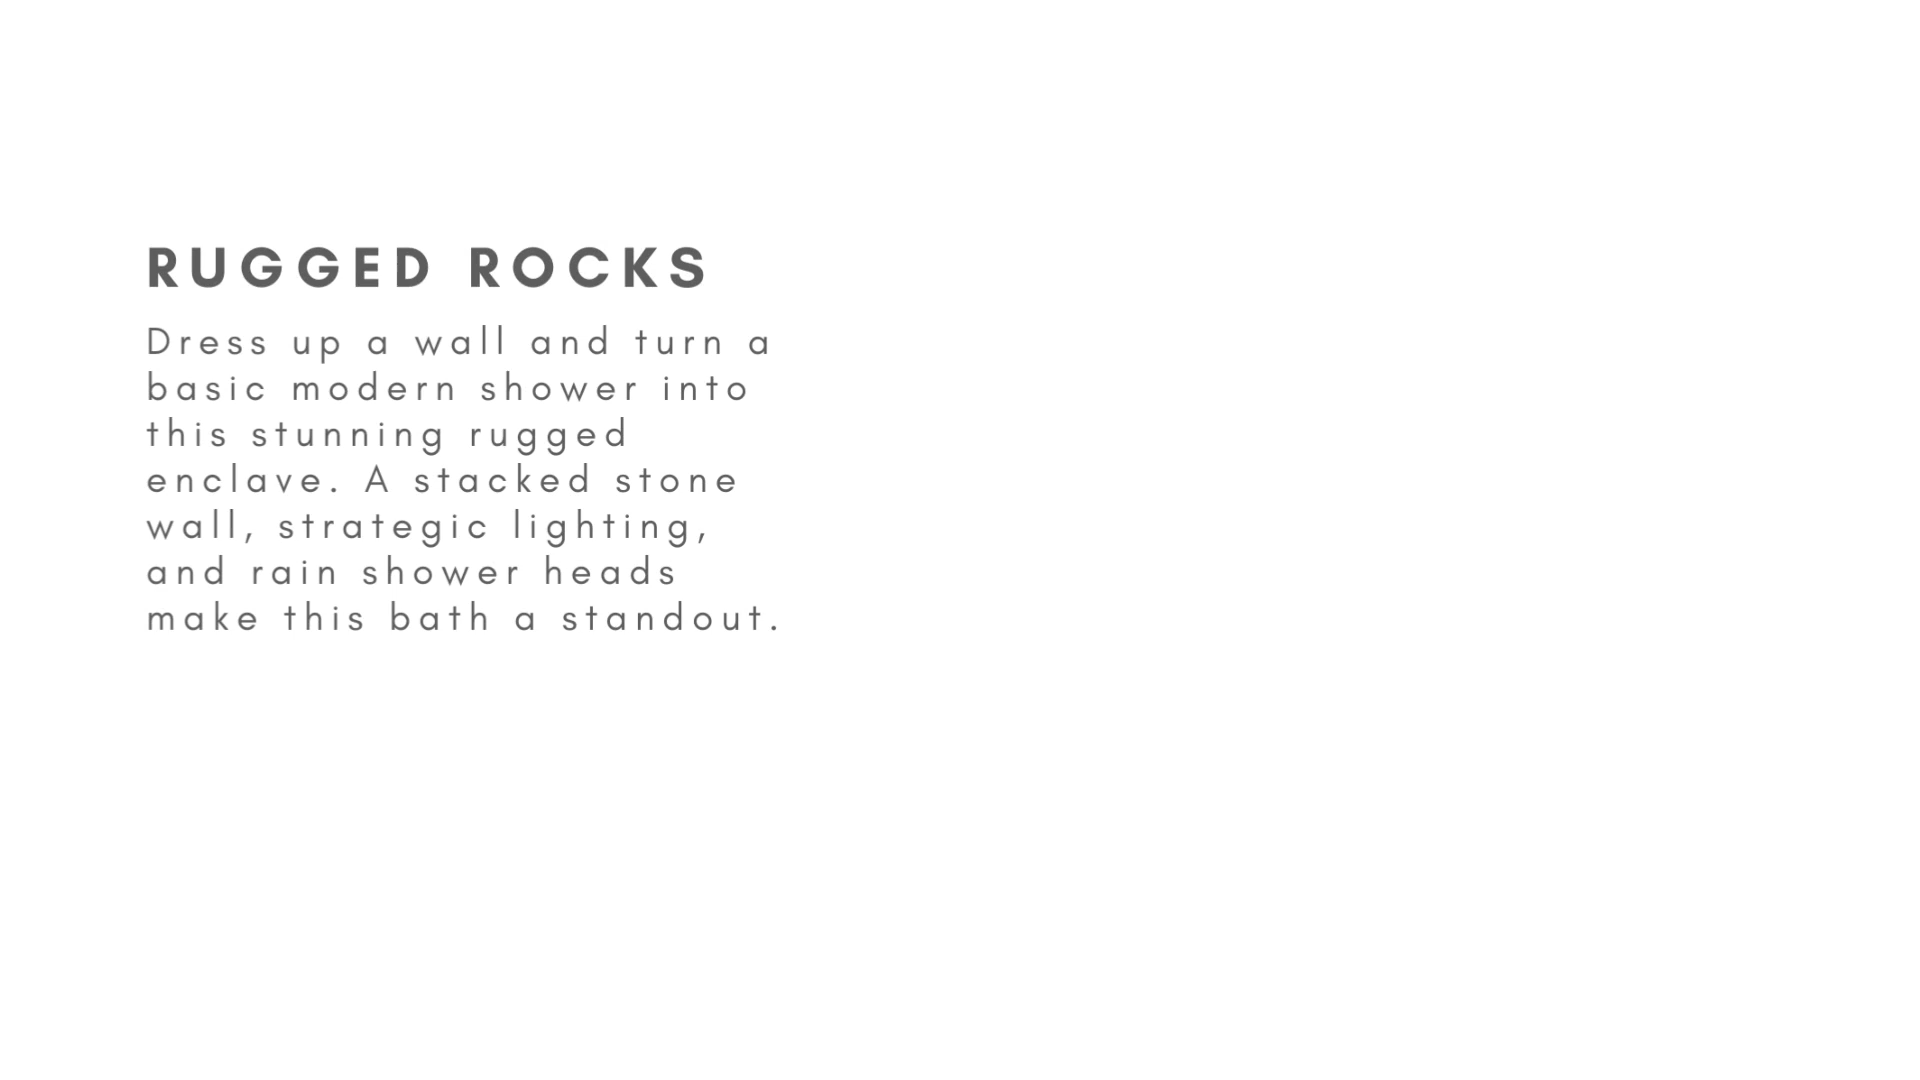 RUGGED ROCKS
Dress up a wall and turn a
basic modern shower into
this stunning rugged
enclave. A stacked stone
wall, strategic lighting,
and rain shower heads
make this bath a standout.